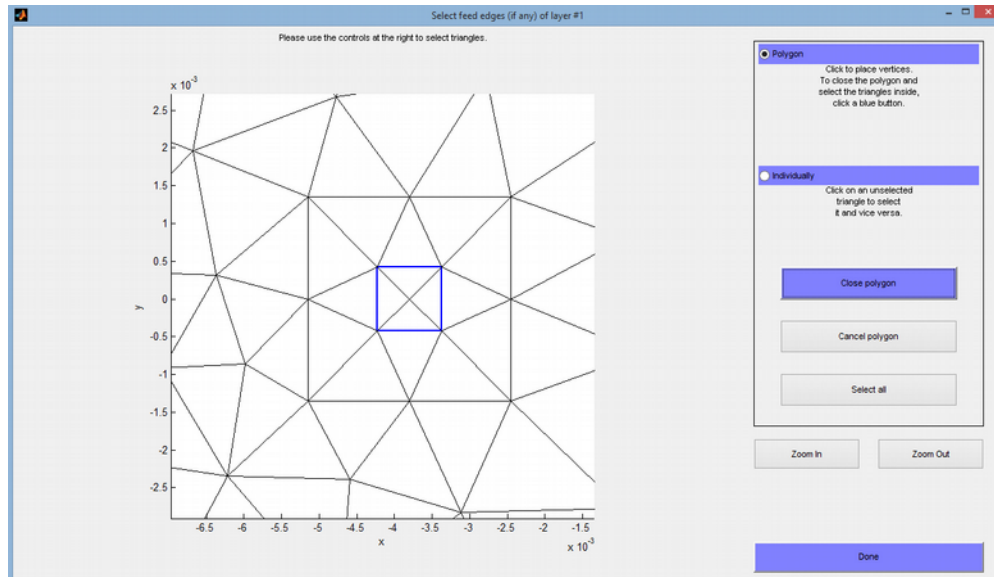 Select feed edges (if any) of layer #1
Please use the controls at the right to select triangles.
x 10-3
2.5
2
1.5
1
0.5
0
-0.5
-1
-1.5
-2
-2.5
y
-6.5 -6 -5.5 -5 -4.5 -4 -3.5 -3 -2.5 -2 -1.5
x
x 10-3
Polygon
Click to place vertices.
To close the polygon and
select the triangles inside,
click a blue button.
Individually
Click on an unselected
triangle to select
it and vice versa.
Close polygon
Cancel polygon
Select all
Zoom In Zoom Out
Done